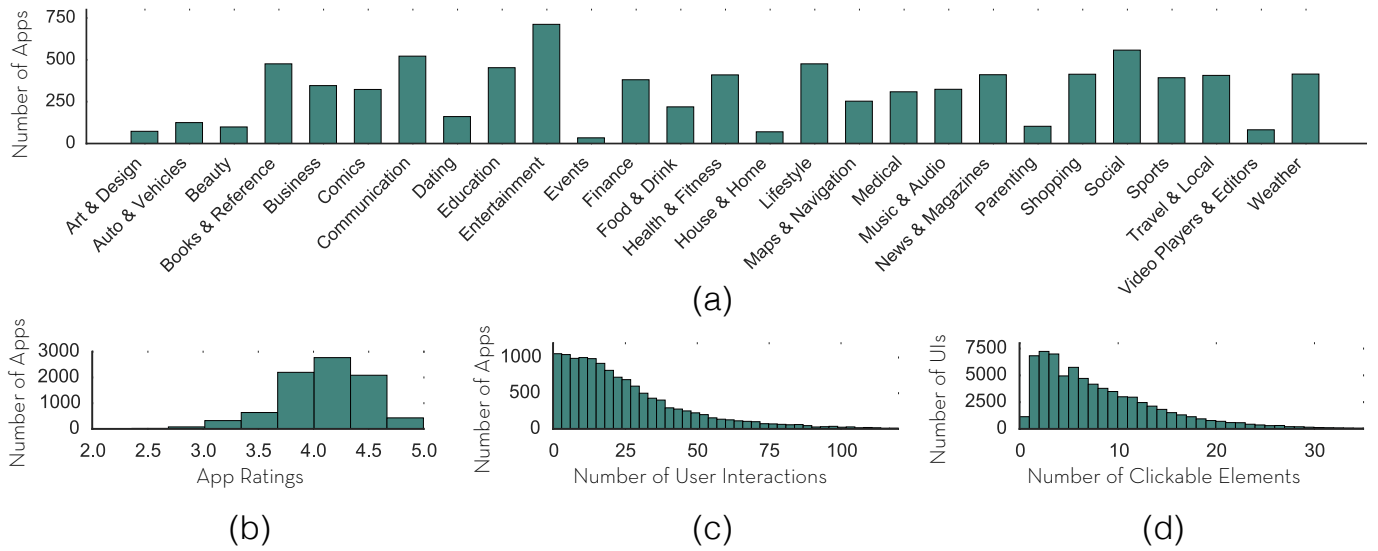 Number of Apps
750
500
250
0
Art & Design
Auto & Vehicles
Beauty
Books & Reference
Business
Comics
Communication
Dating
Education
Entertainment
Events
Finance
Food & Drink
Health & Fitness
House & Home
Lifestyle
Maps & Navigation
Medical
Music & Audio
News & Magazines
Parenting
Shopping
Social
Sports
Travel & Local
Video Players & Editors
Weather
(a)
Number of Apps
3000
2000
1000
0
2.0 2.5 3.0 3.5 4.0 4.5 5.0
App Ratings
(b)
Number of Apps
1000
500
0
0 25 50 75 100
Number of User Interactions
(c)
Number of UIs
7500
5000
2500
0
0 10 20 30
Number of Clickable Elements
(d)